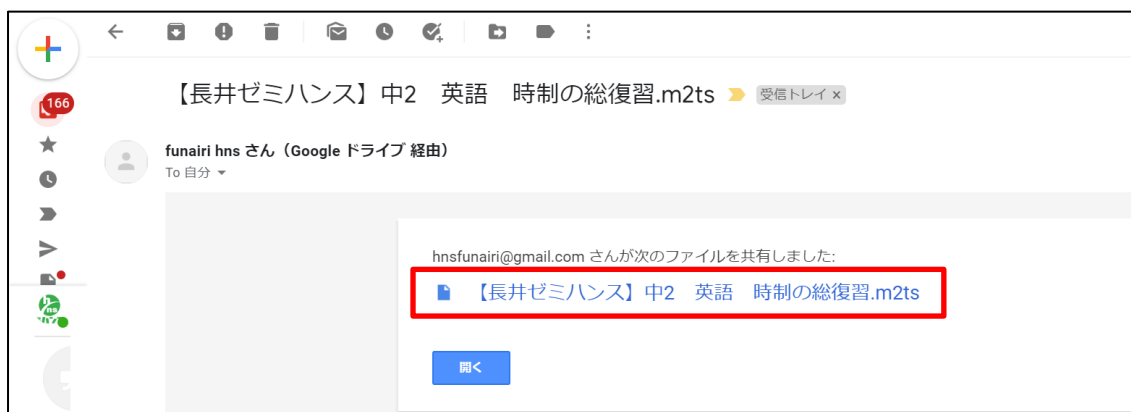 【長井ゼミハンス】中2　英語　時制の総復習.m2ts 受信トレイ ×
166
funairi hns さん（Google ドライブ 経由）
To 自分
hnsfunairi@gmail.com さんが次のファイルを共有しました:
【長井ゼミハンス】中2　英語　時制の総復習.m2ts
開く